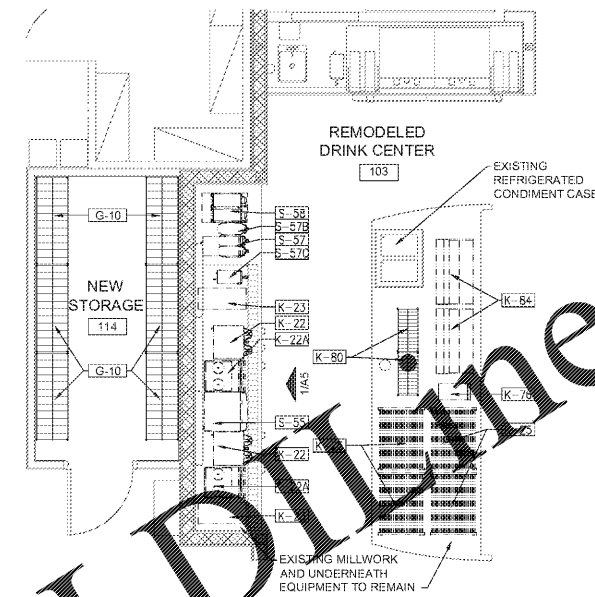 REMODELED
DRINK CENTER
103
EXISTING
REFRIGERATED
CONDIMENT CASE
G-10
G-10
S-58
S-57B
S-57
S-57C
K-23
K-22
K-22A
NEW
STORAGE
114
K-84
K-80
1/A5
G-10
S-55
K-22
EXISTING MILLWORK
AND UNDERNEATH
EQUIPMENT TO REMAIN